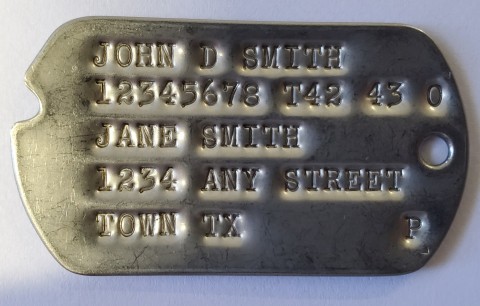 JOHN D SMITH
12345678 T42 43 O
JANE SMITH
1234 ANY STREET
TOWN TX P